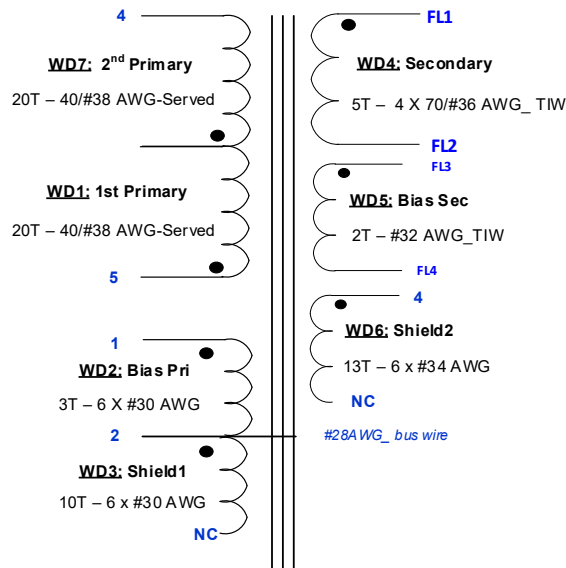 4
WD7: 2nd Primary
20T – 40/#38 AWG-Served
WD1: 1st Primary
20T – 40/#38 AWG-Served
5
1
WD2: Bias Pri
3T – 6 X #30 AWG
2
WD3: Shield1
10T – 6 x #30 AWG
NC
FL1
WD4: Secondary
5T – 4 X 70/#36 AWG_ TIW
FL2
FL3
WD5: Bias Sec
2T – #32 AWG_TIW
FL4
4
WD6: Shield2
13T – 6 x #34 AWG
NC
#28AWG_ bus wire